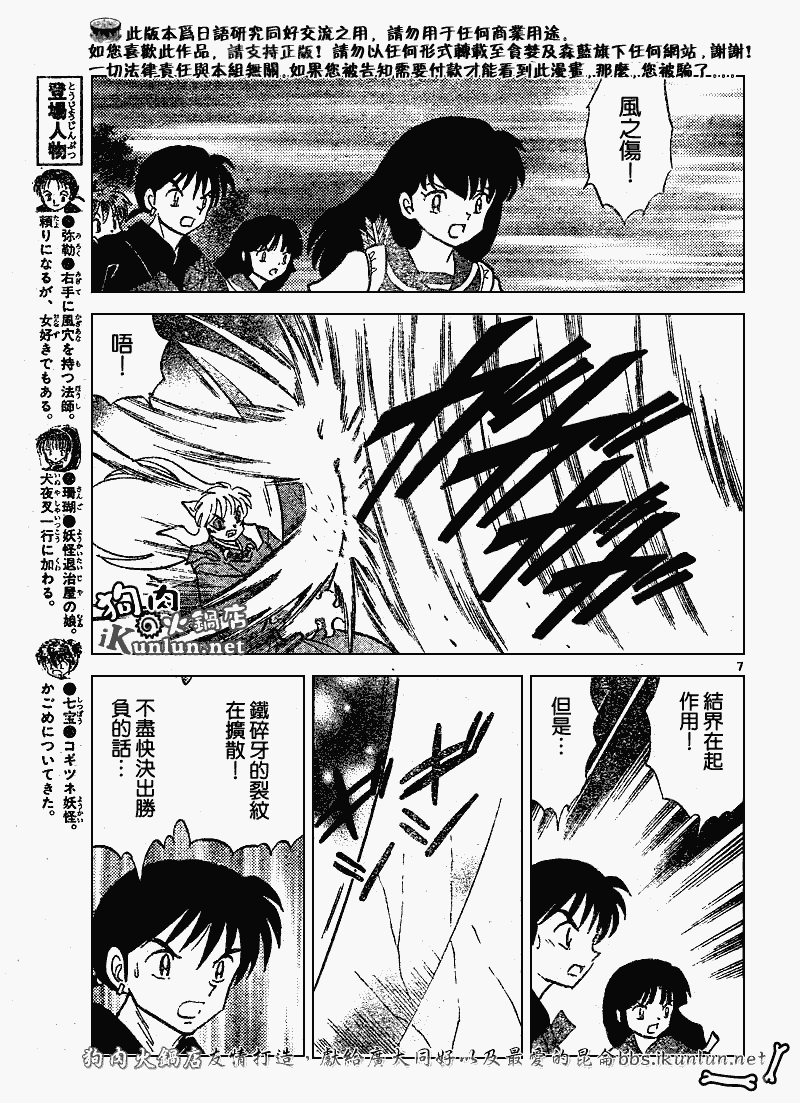 此版本爲日語研究同好交流之用，請勿用于任何商業用途。
如您喜歡此作品，請支持正版！請勿以任何形式轉載至貪婪及森藍旗下任何網站，謝謝！
一切法律責任與本組無關。如果您被告知需要付款才能看到此漫畫，那麼，您被騙了……
風之傷！
とうじょうじんぶつ
登場人物
●弥勒●右手に風穴を持つ法師。
頼りになるが、女好きでもある。
●珊瑚●妖怪退治屋の娘。
犬夜叉一行に加わる。
●七宝●コギツネ妖怪。
かごめについてきた。
唔！
狗肉
火鍋店
iKunlun.net
7
結界在起
作用！
但是…
鐵碎牙的裂紋
在擴散！
不盡快決出勝
負的話…
狗肉火鍋店友情打造，獻給廣大同好以及最愛的昆侖bbs.ikunlun.net